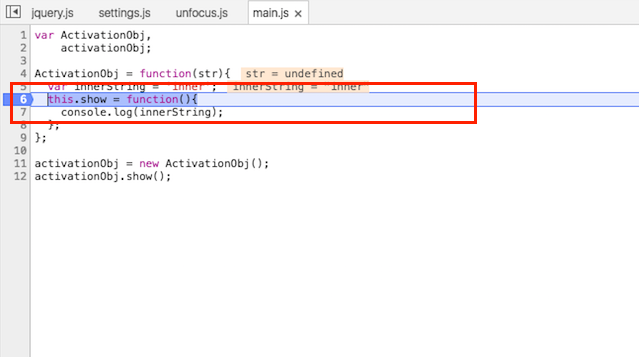 jquery.js settings.js unfocus.js main.js ×
1 var ActivationObj,
2 activationObj;
3
4 ActivationObj = function(str){ str = undefined
5 var innerString = 'inner'; innerString = "inner"
6 this.show = function(){
7 console.log(innerString);
8 };
9 };
10
11 activationObj = new ActivationObj();
12 activationObj.show();